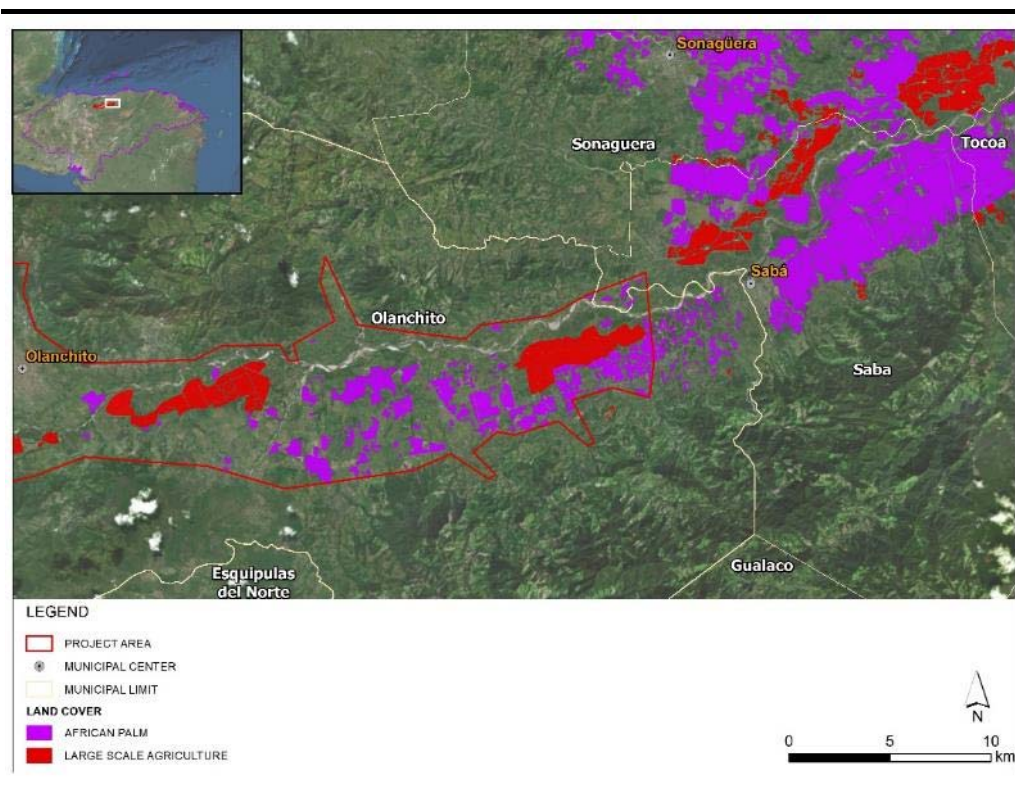 Sonagüera
Sonaguera
Tocoa
Sabá
Olanchito
Olanchito
Saba
Gualaco
Esquipulas
del Norte
LEGEND
PROJECT AREA
MUNICIPAL CENTER
MUNICIPAL LIMIT
LAND COVER
AFRICAN PALM
LARGE SCALE AGRICULTURE
N
0 5 10
km